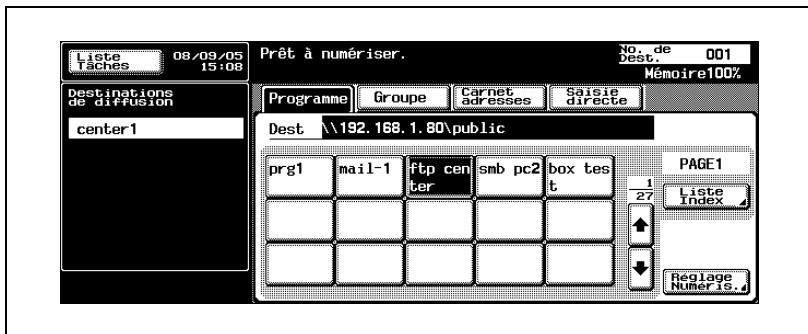 Liste
Tâches
08/09/05
15:08
Prêt à numériser.
No. de
Dest.
001
Mémoire100%
Destinations
de diffusion
center1
Programme
Groupe
Carnet
adresses
Saisie
directe
Dest \\192.168.1.80\public
prg1
mail-1
ftp cen
ter
smb pc2
box tes
t
1
27
PAGE1
Liste
Index
Réglage
Numéris.